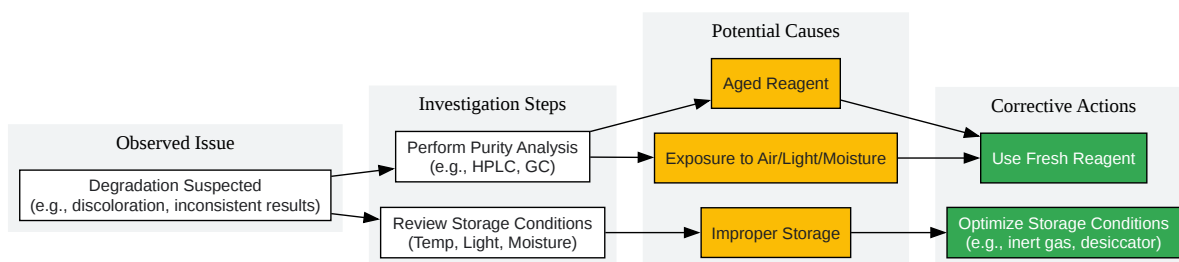 Observed Issue
Degradation Suspected
(e.g., discoloration, inconsistent results)
Investigation Steps
Perform Purity Analysis
(e.g., HPLC, GC)
Review Storage Conditions
(Temp, Light, Moisture)
Potential Causes
Aged Reagent
Exposure to Air/Light/Moisture
Improper Storage
Corrective Actions
Use Fresh Reagent
Optimize Storage Conditions
(e.g., inert gas, desiccator)